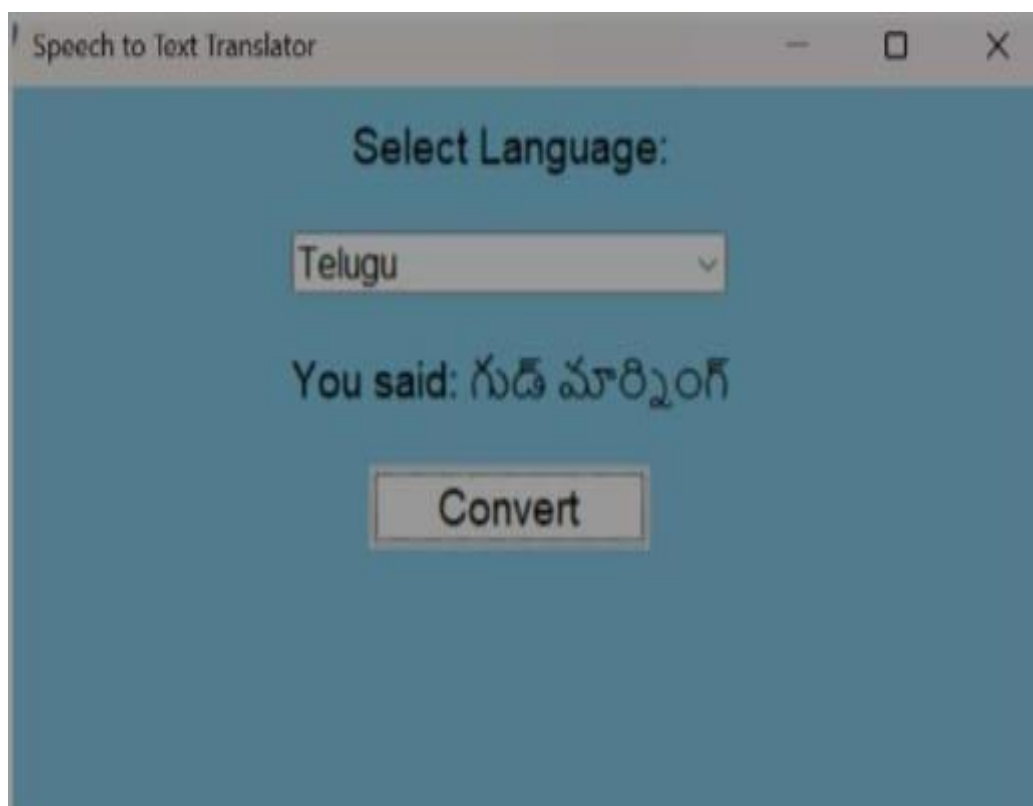 Speech to Text Translator
Select Language:
Telugu
You said: గుడ్ మార్నింగ్
Convert